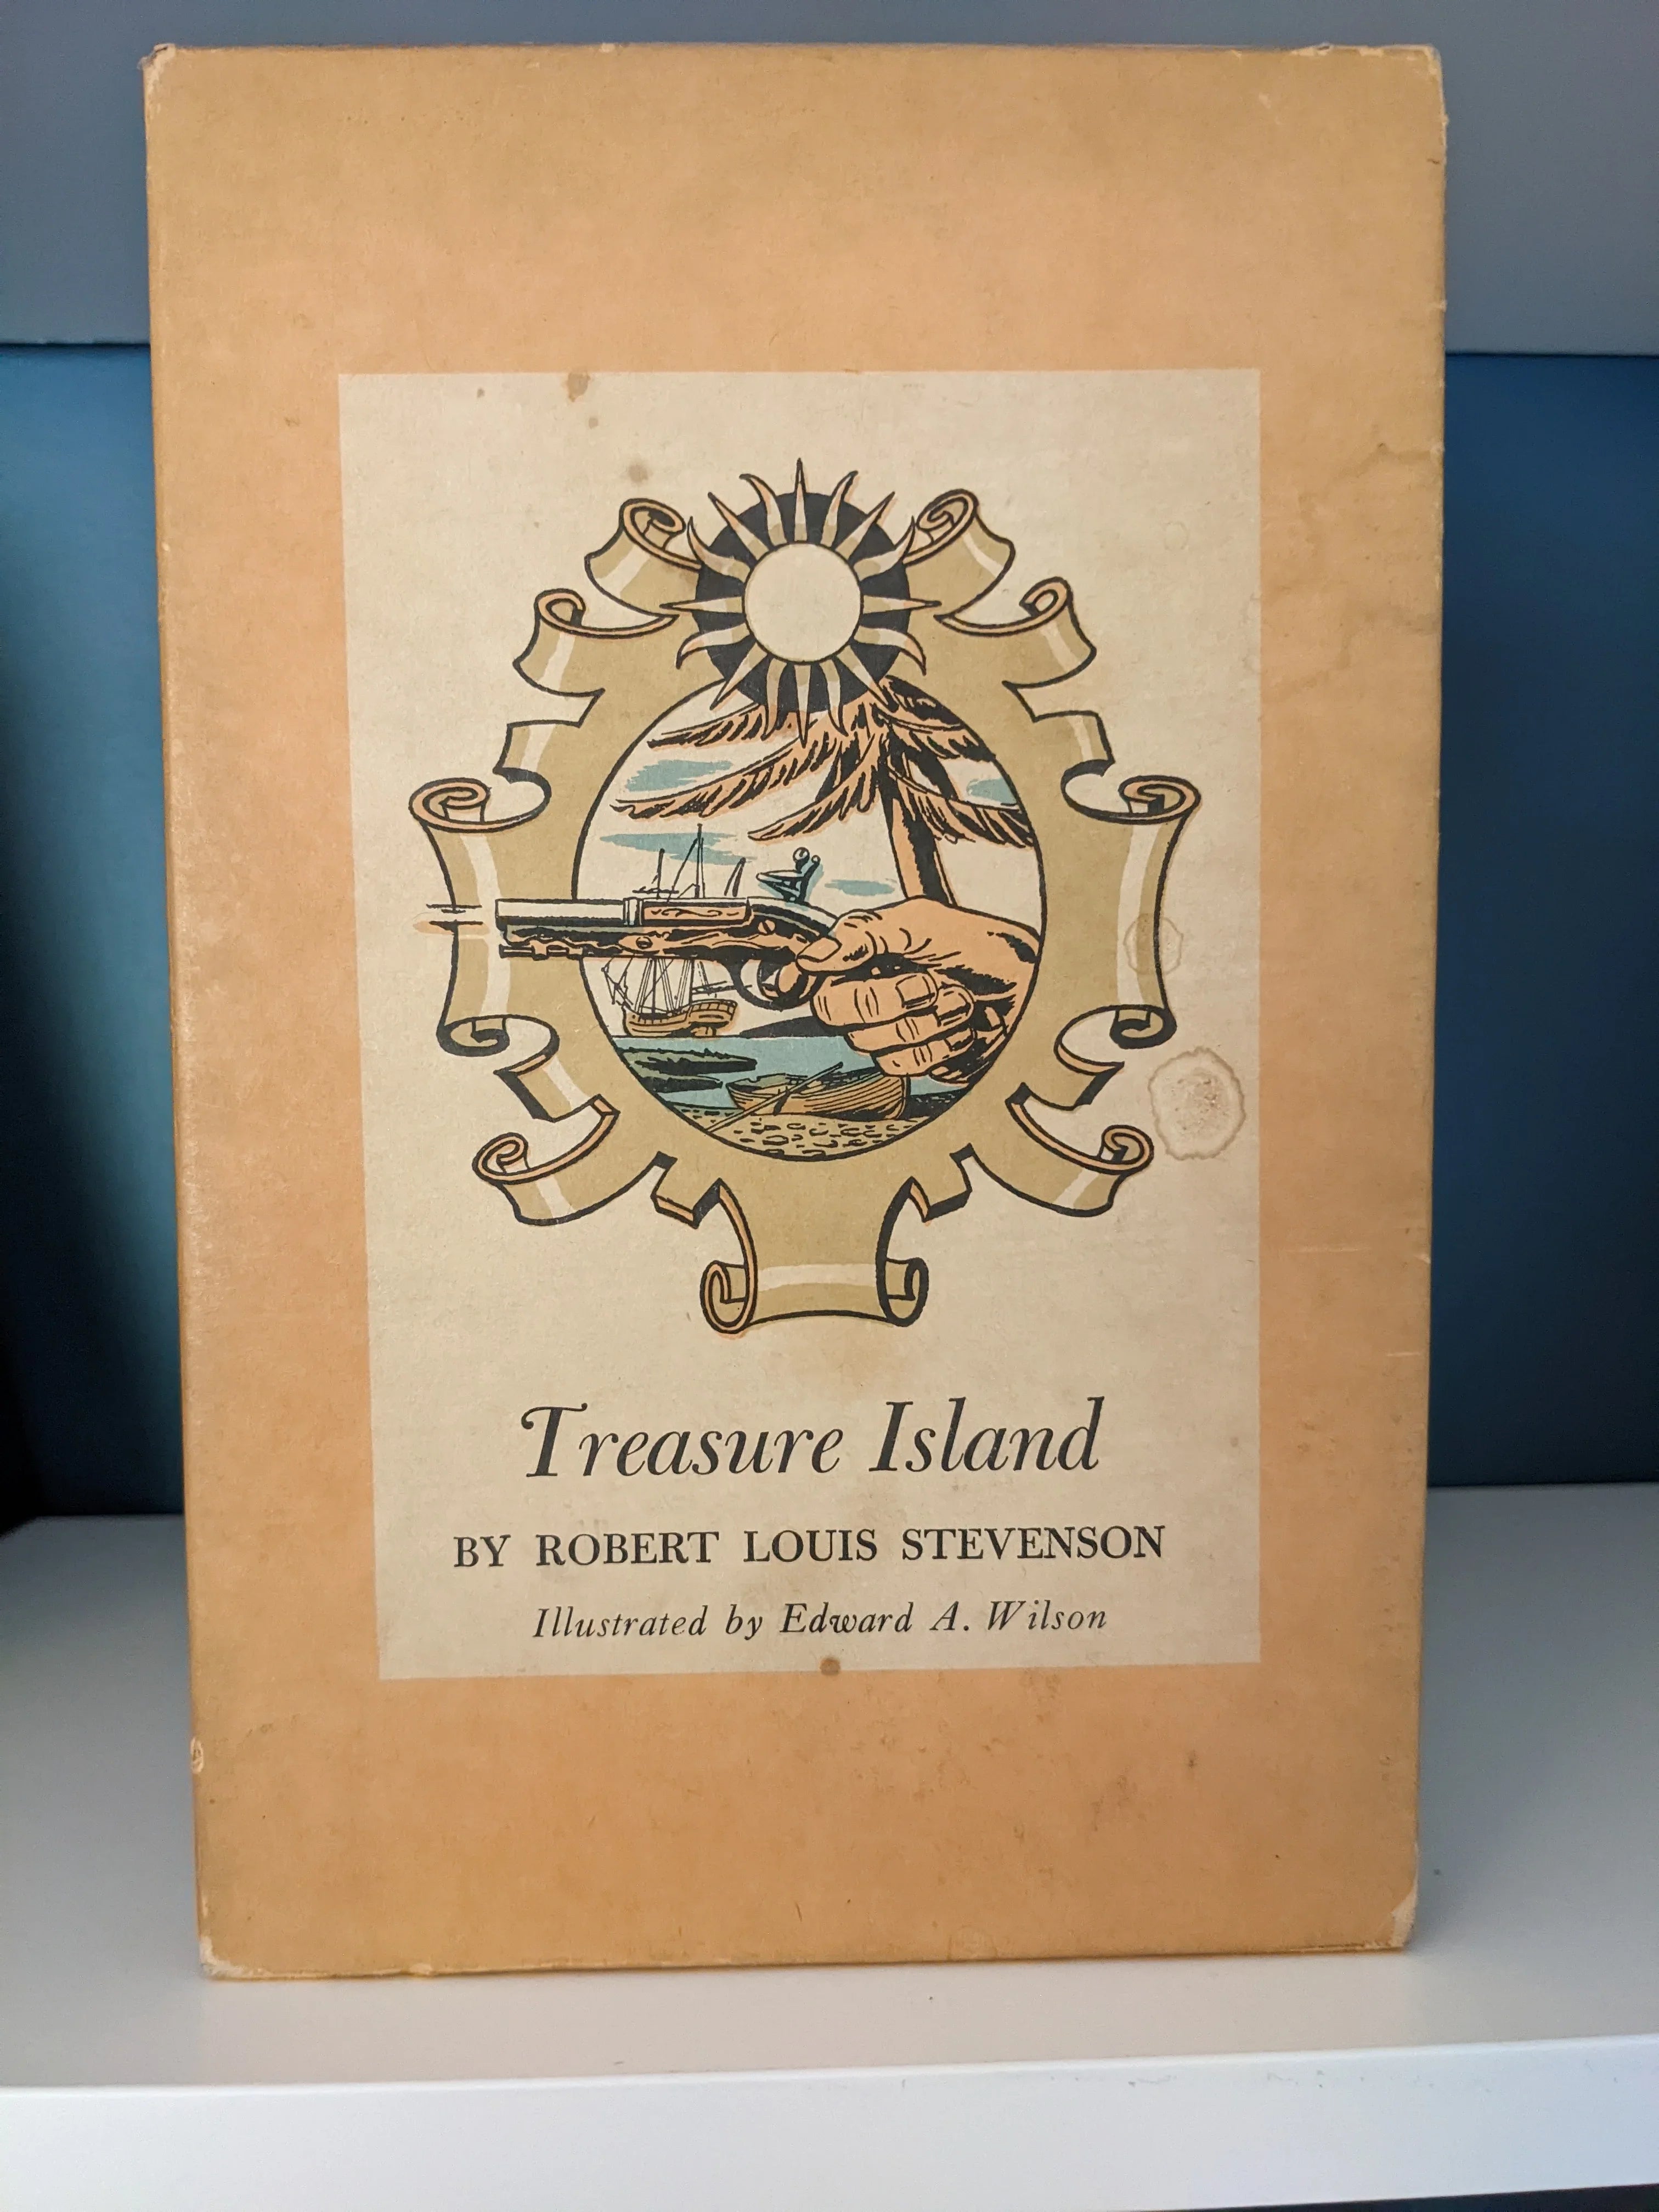 Treasure Island
BY ROBERT LOUIS STEVENSON
Illustrated by Edward A. Wilson